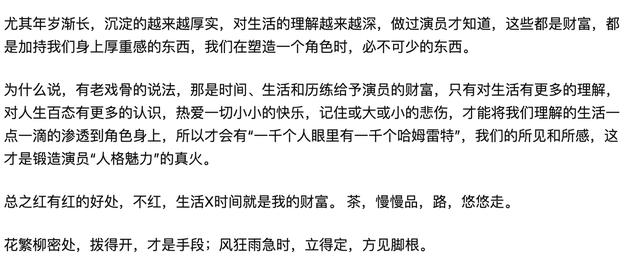 尤其年岁渐长，沉淀的越来越厚实，对生活的理解越来越深，做过演员才知道，这些都是财富，都
是加持我们身上厚重感的东西，我们在塑造一个角色时，必不可少的东西。
为什么说，有老戏骨的说法，那是时间、生活和历练给予演员的财富，只有对生活有更多的理解，
对人生百态有更多的认识，热爱一切小小的快乐，记住或大或小的悲伤，才能将我们理解的生活一
点一滴的渗透到角色身上，所以才会有“一千个人眼里有一千个哈姆雷特”，我们的所见和所感，这
才是锻造演员“人格魅力”的真火。
总之红有红的好处，不红，生活X时间就是我的财富。 茶，慢慢品，路，悠悠走。
花繁柳密处，拨得开，才是手段；风狂雨急时，立得定，方见脚根。